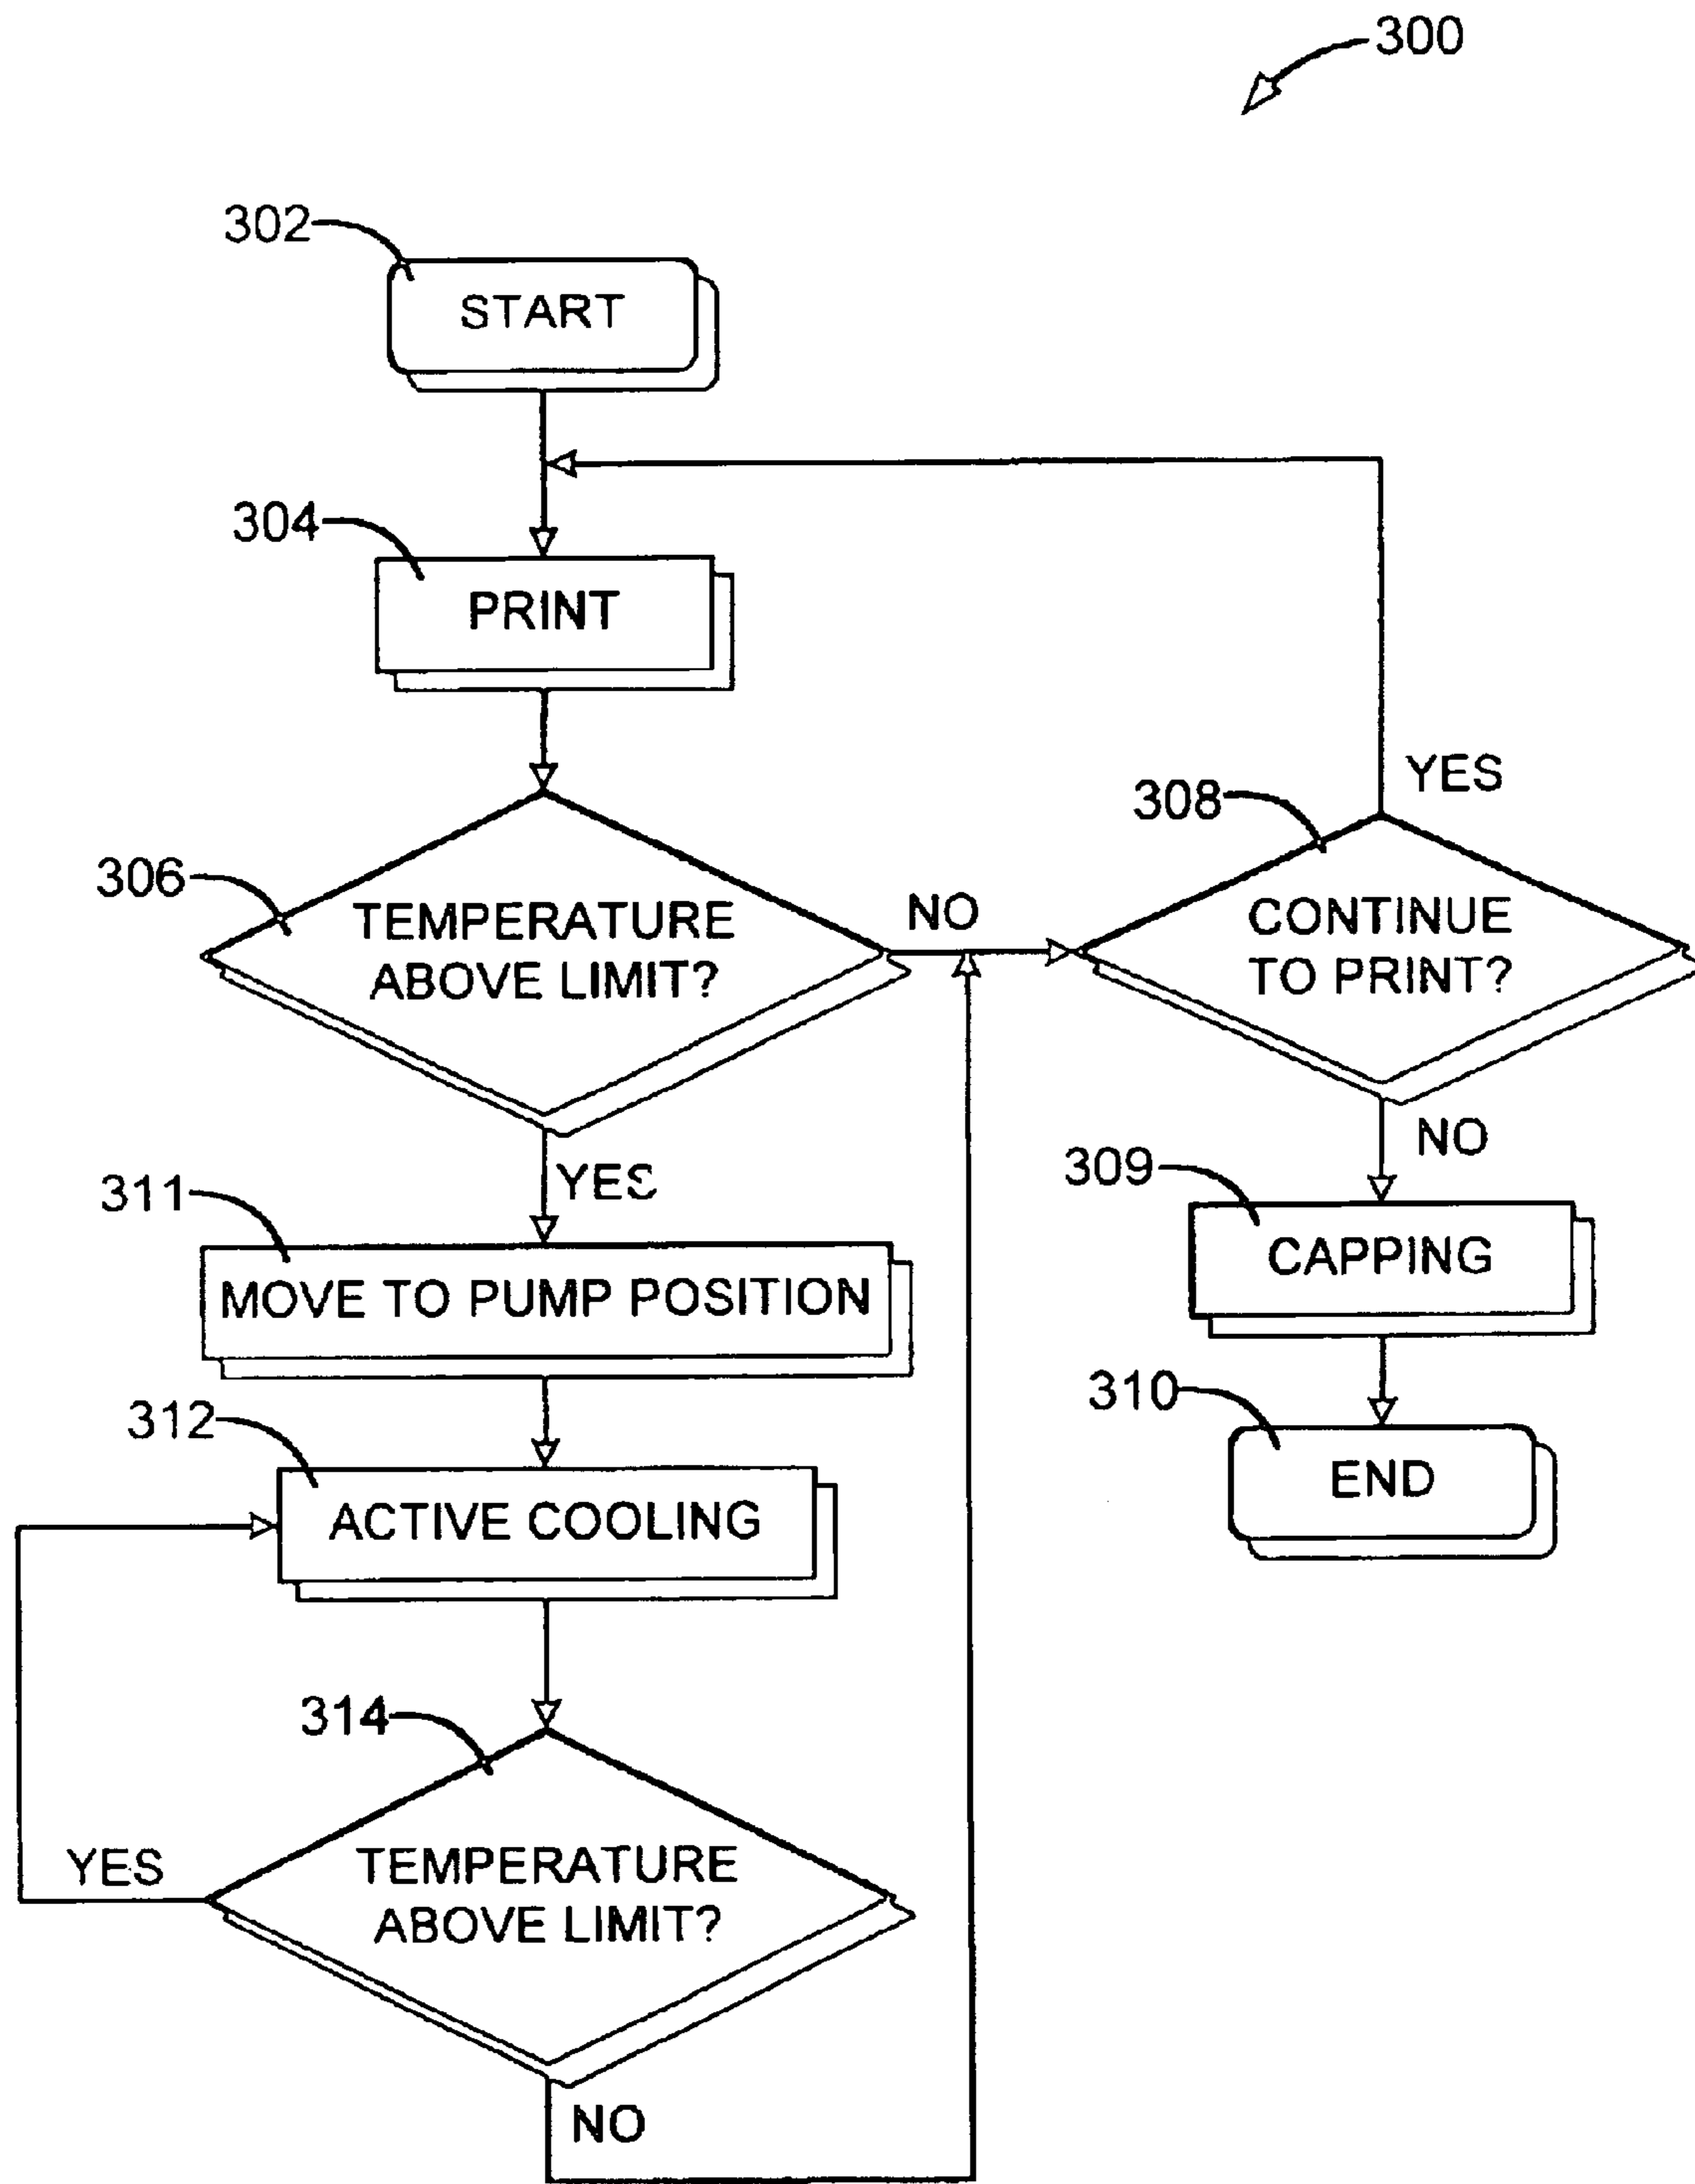 300
302
START
304
PRINT
306
TEMPERATURE
ABOVE LIMIT?
NO
308
YES
CONTINUE
TO PRINT?
NO
309
CAPPING
310
END
YES
311
MOVE TO PUMP POSITION
312
ACTIVE COOLING
314
YES
TEMPERATURE
ABOVE LIMIT?
NO